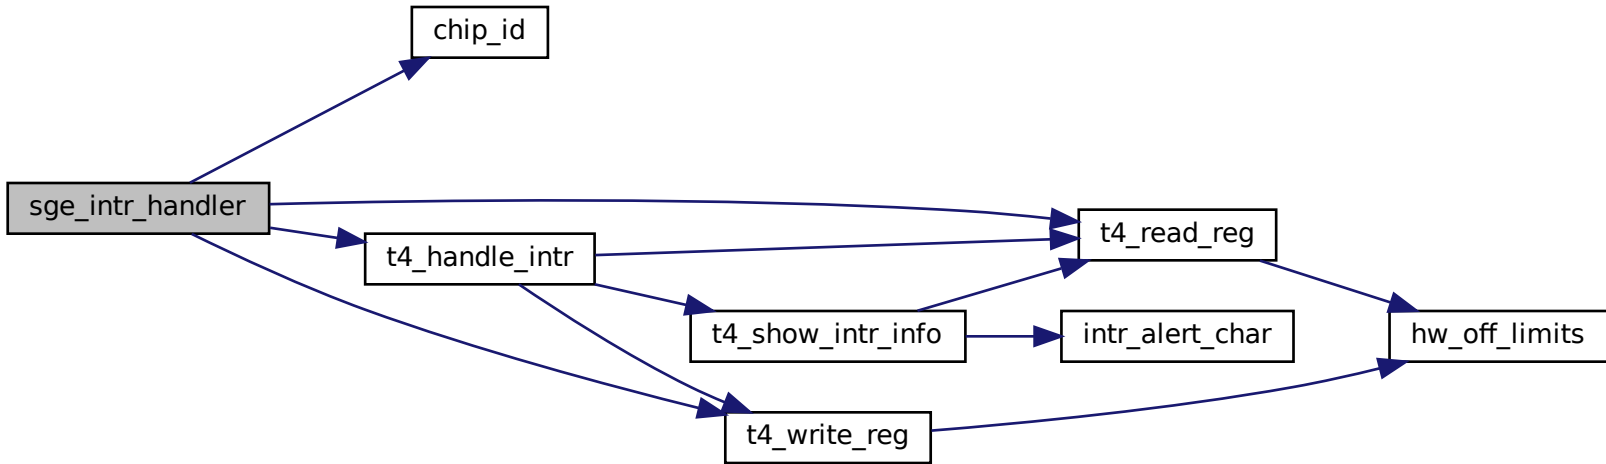 chip_id
sge_intr_handler
t4_read_reg
t4_handle_intr
t4_show_intr_info
intr_alert_char
hw_off_limits
t4_write_reg